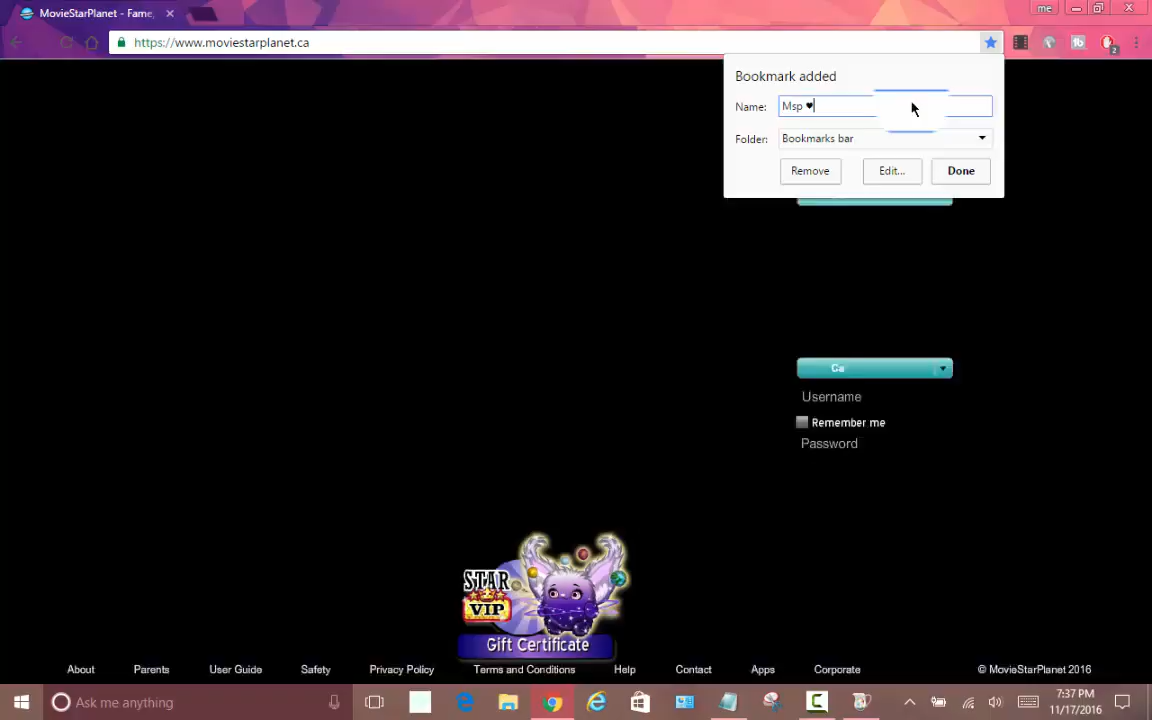 MovieStarPlanet - Fame,
me
https://www.moviestarplanet.ca
2
Bookmark added
Name: Msp ♥
Folder: Bookmarks bar
Remove Edit... Done
Ca
Username
Remember me
Password
STAR
VIP
Gift Certificate
About Parents User Guide Safety Privacy Policy Terms and Conditions Help Contact Apps Corporate © MovieStarPlanet 2016
Ask me anything
7:37 PM
11/17/2016